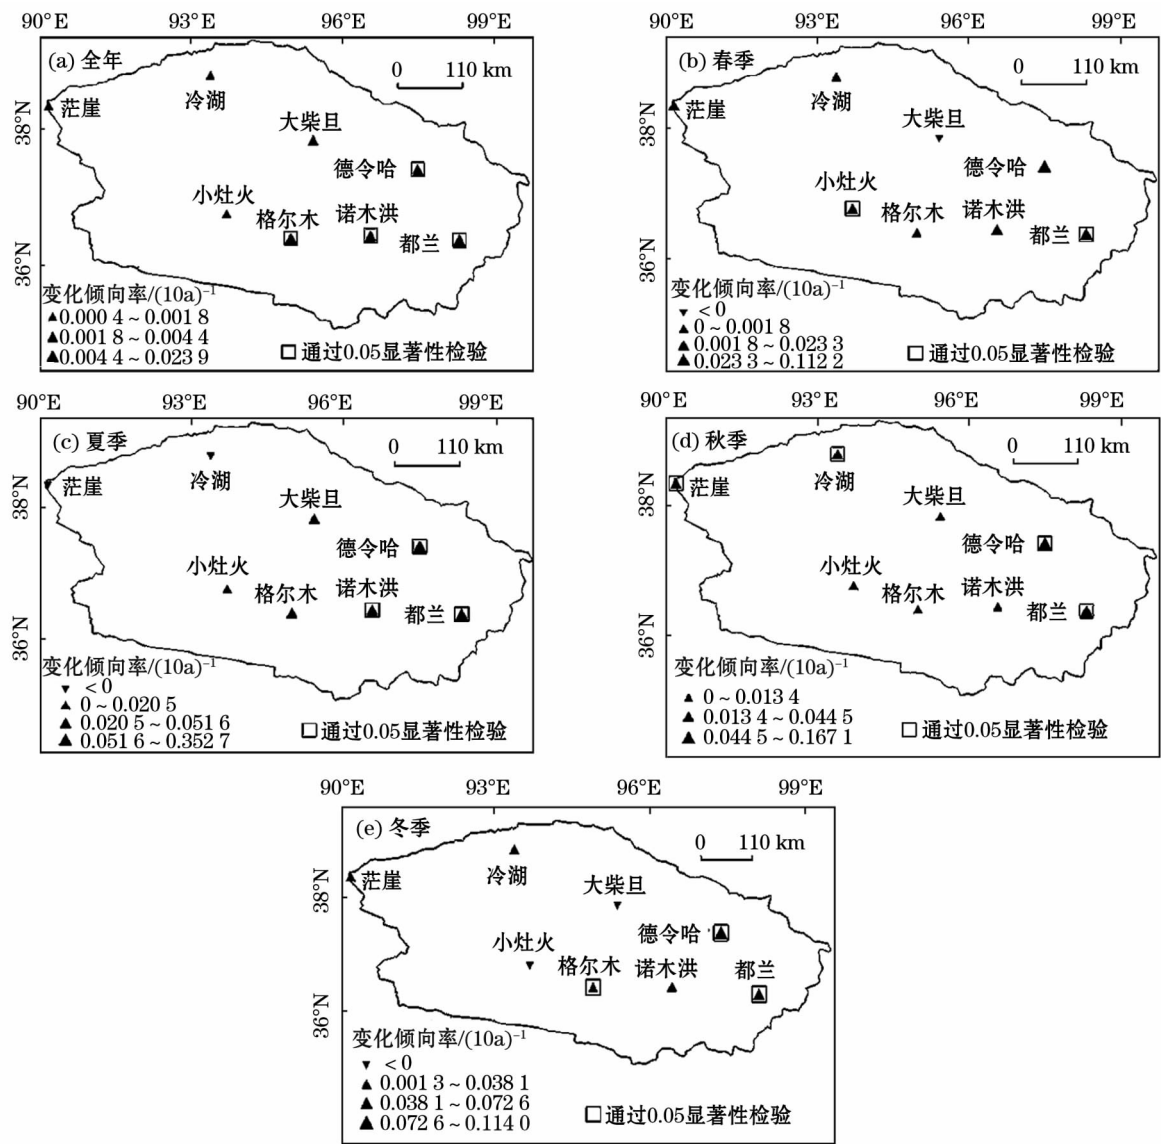 90°E 93°E 96°E 99°E
(a) 全年
0 110 km
38°N
36°N
茫崖
冷湖
大柴旦
德令哈
小灶火
格尔木
诺木洪
都兰
变化倾向率/(10a)⁻¹
0.000 4～0.001 8
0.001 8～0.004 4
0.004 4～0.023 9
通过0.05显著性检验
90°E 93°E 96°E 99°E
(b) 春季
0 110 km
38°N
36°N
茫崖
冷湖
大柴旦
德令哈
小灶火
格尔木
诺木洪
都兰
变化倾向率/(10a)⁻¹
<0
0～0.001 8
0.001 8～0.023 3
0.023 3～0.112 2
通过0.05显著性检验
90°E 93°E 96°E 99°E
(c) 夏季
0 110 km
38°N
36°N
茫崖
冷湖
大柴旦
德令哈
小灶火
格尔木
诺木洪
都兰
变化倾向率/(10a)⁻¹
<0
0～0.020 5
0.020 5～0.051 6
0.051 6～0.352 7
通过0.05显著性检验
90°E 93°E 96°E 99°E
(d) 秋季
0 110 km
38°N
36°N
茫崖
冷湖
大柴旦
德令哈
小灶火
格尔木
诺木洪
都兰
变化倾向率/(10a)⁻¹
0～0.013 4
0.013 4～0.044 5
0.044 5～0.167 1
通过0.05显著性检验
90°E 93°E 96°E 99°E
(e) 冬季
0 110 km
38°N
36°N
茫崖
冷湖
大柴旦
德令哈
小灶火
格尔木
诺木洪
都兰
变化倾向率/(10a)⁻¹
<0
0.001 3～0.038 1
0.038 1～0.072 6
0.072 6～0.114 0
通过0.05显著性检验